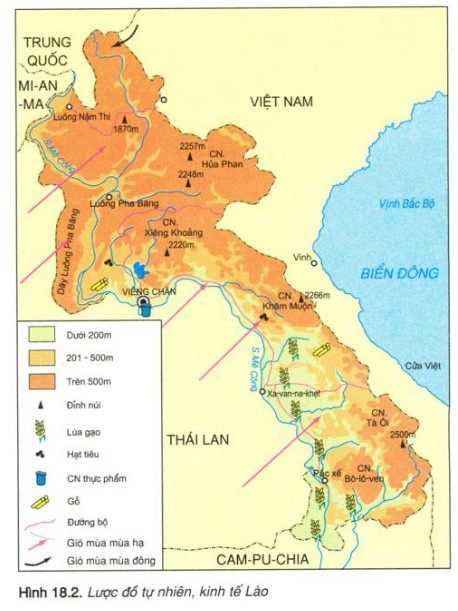 TRUNG
QUỐC
MI-AN
-MA
Luông Nậm Thi
1870m
VIỆT NAM
S.Mê Công
2257m
CN.
Hủa Phan
2248m
Luông Pha Băng
CN.
Xiêng Khoảng
2220m
Dãy Luông Pha Băng
Vịnh Bắc Bộ
Vinh
BIỂN ĐÔNG
VIÊNG CHĂN
CN.
Khăm Muộn
2266m
S.Mê Công
Cửa Việt
Xa-van-na-khẹt
CN.
Tà Ôi
2500m
THÁI LAN
Pắc xế
CN.
Bô-lô-ven
CAM-PU-CHIA
Dưới 200m
201 - 500m
Trên 500m
Đỉnh núi
Lúa gạo
Hạt tiêu
CN thực phẩm
Gỗ
Đường bộ
Gió mùa mùa hạ
Gió mùa mùa đông
Hình 18.2. Lược đồ tự nhiên, kinh tế Lào